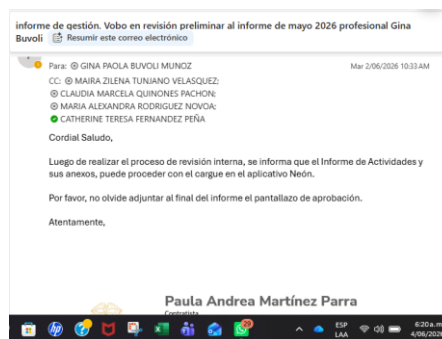 informe de gestión. Vobo en revisión preliminar al informe de mayo 2026 profesional Gina
Buvoli Resumir este correo electrónico
Para: GINA PAOLA BUVOLI MUNOZ Mar 2/06/2026 10:33 AM
CC: MAIRA ZILENA TUNJANO VELASQUEZ;
CLAUDIA MARCELA QUINONES PACHON;
MARIA ALEXANDRA RODRIGUEZ NOVOA;
CATHERINE TERESA FERNANDEZ PEÑA
Cordial Saludo,
Luego de realizar el proceso de revisión interna, se informa que el Informe de Actividades y
sus anexos, puede proceder con el cargue en el aplicativo Neón.
Por favor, no olvide adjuntar al final del informe el pantallazo de aprobación.
Atentamente,
Paula Andrea Martínez Parra
Contratista
ESP 6:20 a.m.
LAA 4/06/2026